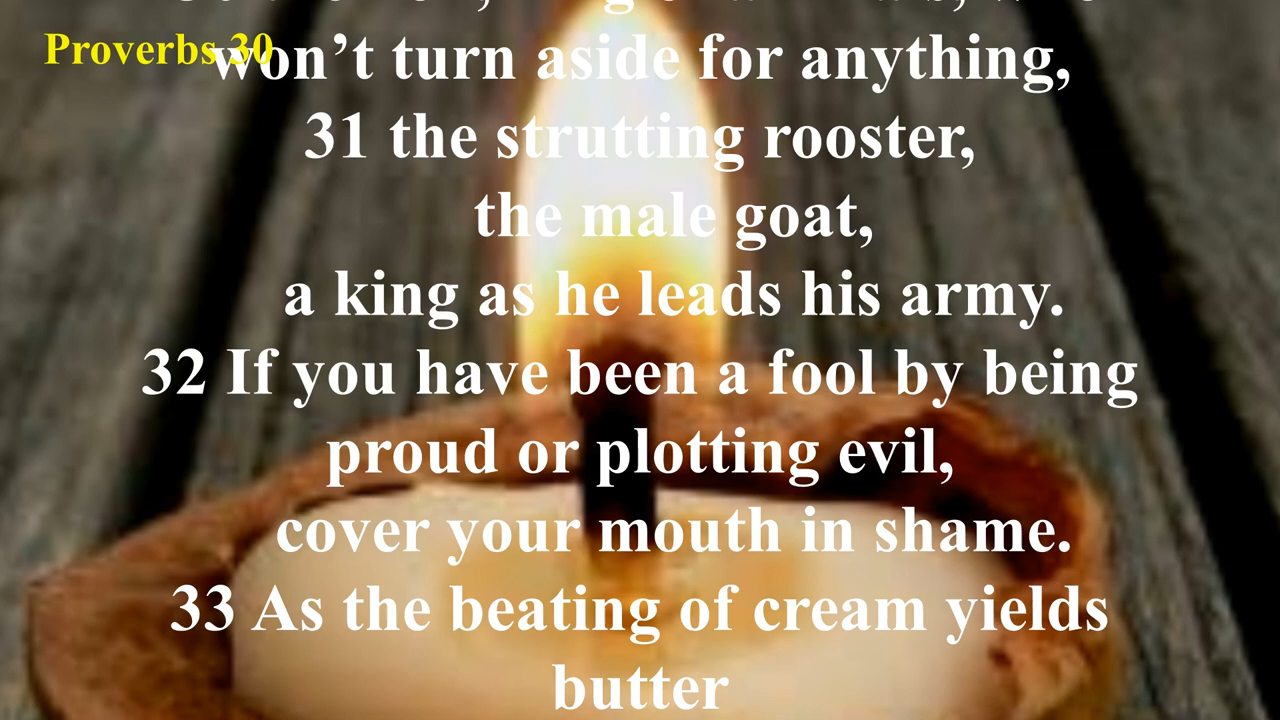 Proverbs 30
won’t turn aside for anything,
31 the strutting rooster,
the male goat,
a king as he leads his army.
32 If you have been a fool by being
proud or plotting evil,
cover your mouth in shame.
33 As the beating of cream yields
butter